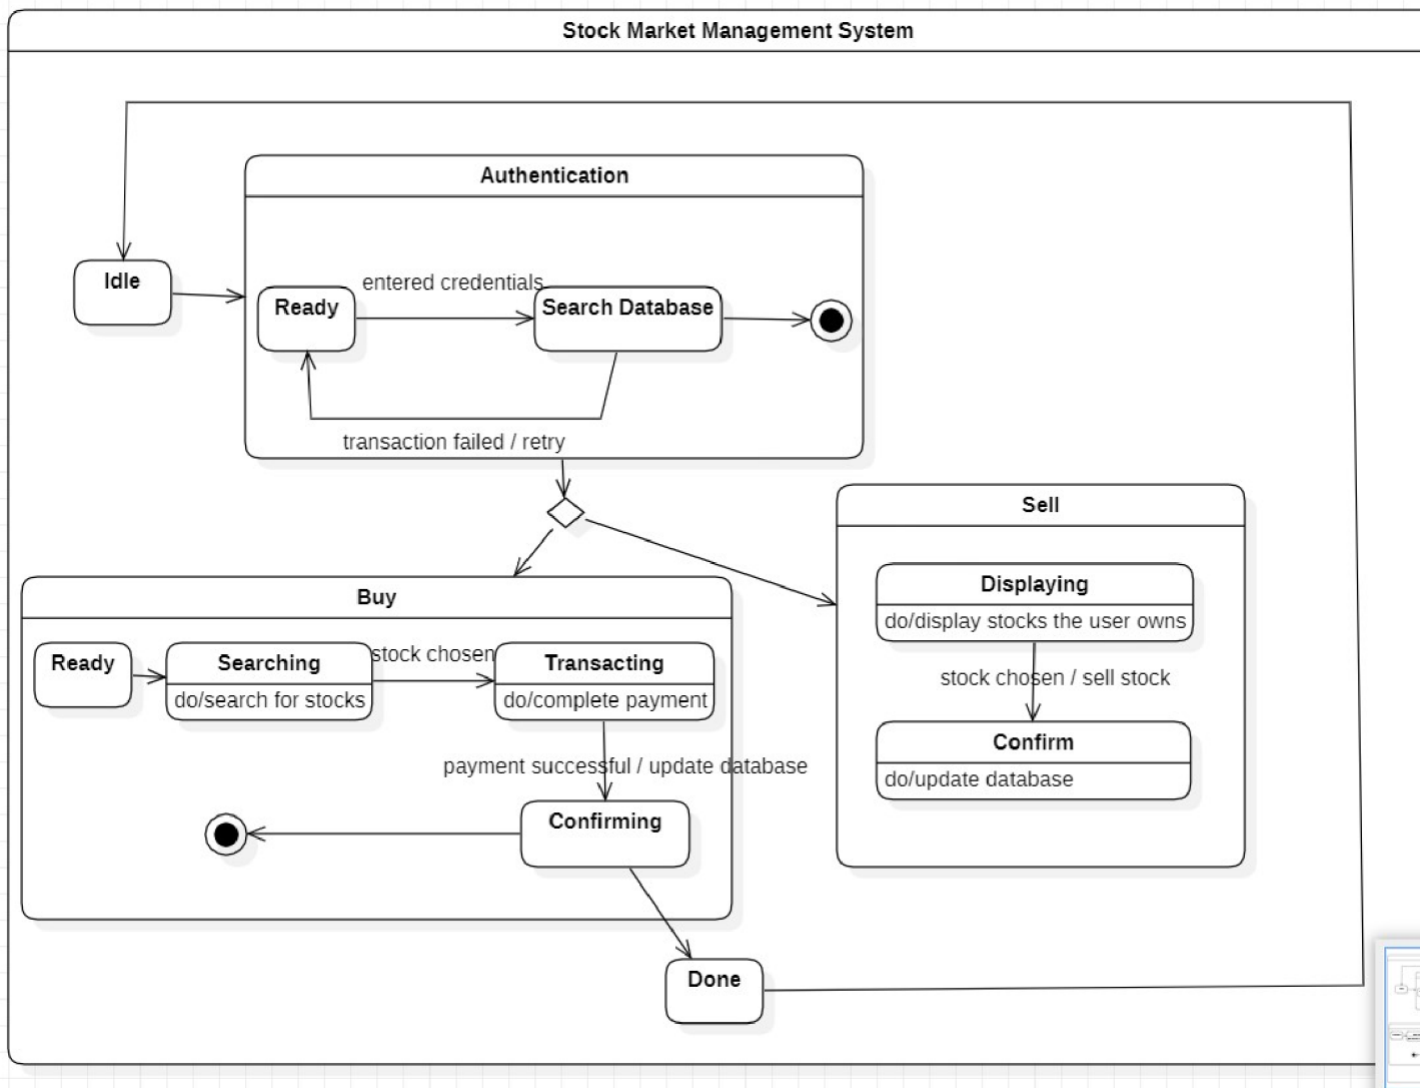 Stock Market Management System
Authentication
Idle
entered credentials
Ready
Search Database
transaction failed / retry
Sell
Displaying
do/display stocks the user owns
stock chosen / sell stock
Confirm
do/update database
Buy
Ready
Searching
do/search for stocks
stock chosen
Transacting
do/complete payment
payment successful / update database
Confirming
Done